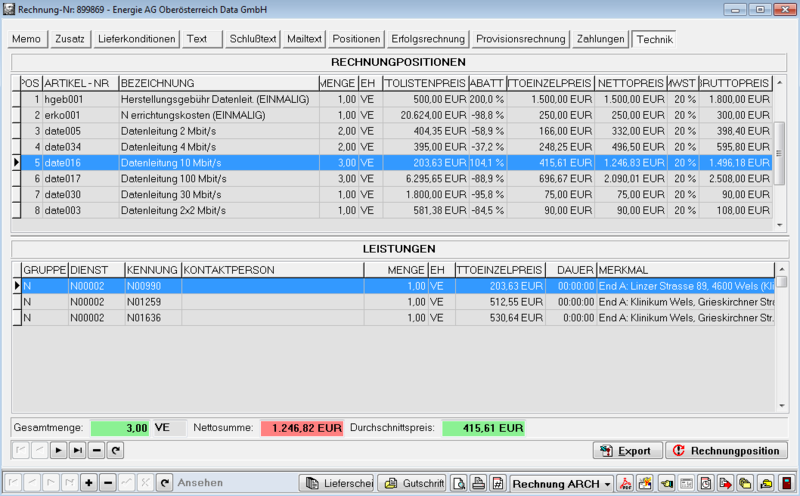 Rechnung-Nr: 899869 - Energie AG Oberösterreich Data GmbH
Memo Zusatz Lieferkonditionen Text Schlußtext Mailtext Positionen Erfolgsrechnung Provisionsrechnung Zahlungen Technik
RECHNUNGPOSITIONEN
POS ARTIKEL - NR BEZEICHNUNG MENGE EH TTOLISTENPREIS ABATT TTOEINZELPREIS NETTOPREIS MWST BRUTTOPREIS
1 hgeb001 Herstellungsgebühr Datenleit. (EINMALIG) 1,00 VE 500,00 EUR 200,0 % 1.500,00 EUR 1.500,00 EUR 20 % 1.800,00 EUR
2 erko001 N errichtungskosten (EINMALIG) 1,00 VE 20.624,00 EUR -98,8 % 250,00 EUR 250,00 EUR 20 % 300,00 EUR
3 date005 Datenleitung 2 Mbit/s 2,00 VE 404,35 EUR -58,9 % 166,00 EUR 332,00 EUR 20 % 398,40 EUR
4 date034 Datenleitung 4 Mbit/s 2,00 VE 395,00 EUR -37,2 % 248,25 EUR 496,50 EUR 20 % 595,80 EUR
5 date016 Datenleitung 10 Mbit/s 3,00 VE 203,63 EUR 104,1 % 415,61 EUR 1.246,83 EUR 20 % 1.496,18 EUR
6 date017 Datenleitung 100 Mbit/s 3,00 VE 6.295,65 EUR -88,9 % 696,67 EUR 2.090,01 EUR 20 % 2.508,00 EUR
7 date030 Datenleitung 30 Mbit/s 1,00 VE 1.800,00 EUR -95,8 % 75,00 EUR 75,00 EUR 20 % 90,00 EUR
8 date003 Datenleitung 2x2 Mbit/s 1,00 VE 581,38 EUR -84,5 % 90,00 EUR 90,00 EUR 20 % 108,00 EUR
LEISTUNGEN
GRUPPE DIENST KENNUNG KONTAKTPERSON MENGE EH TTOEINZELPREIS DAUER MERKMAL
N N00002 N00990 1,00 VE 203,63 EUR 00:00:00 End A: Linzer Strasse 89, 4600 Wels (Kli
N N00002 N01259 1,00 VE 512,55 EUR 00:00:00 End A: Klinikum Wels, Grieskirchner Str.
N N00002 N01636 1,00 VE 530,64 EUR 0:00:00 End A: Klinikum Wels, Grieskirchner Str.
Gesamtmenge: 3,00 VE Nettosumme: 1.246,82 EUR Durchschnittspreis: 415,61 EUR
Export Rechnungposition
Ansehen Lieferschei Gutschrift Rechnung ARCH